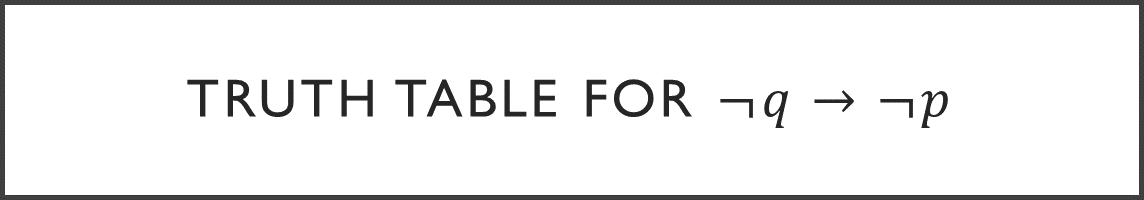 TRUTH TABLE FOR ¬q → ¬p